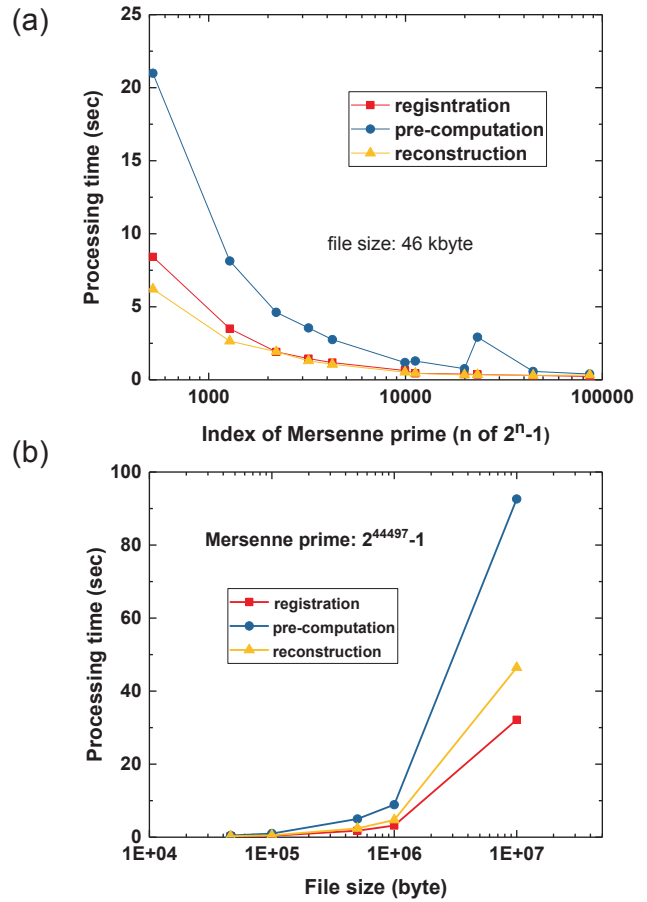 (a)
25
20
15
10
5
0
Processing time (sec)
regisntration
pre-computation
reconstruction
file size: 46 kbyte
1000 10000 100000
Index of Mersenne prime (n of 2ⁿ-1)
(b)
100
80
60
40
20
0
Processing time (sec)
Mersenne prime: 2⁴⁴⁴⁹⁷-1
registration
pre-computation
reconstruction
1E+04 1E+05 1E+06 1E+07
File size (byte)